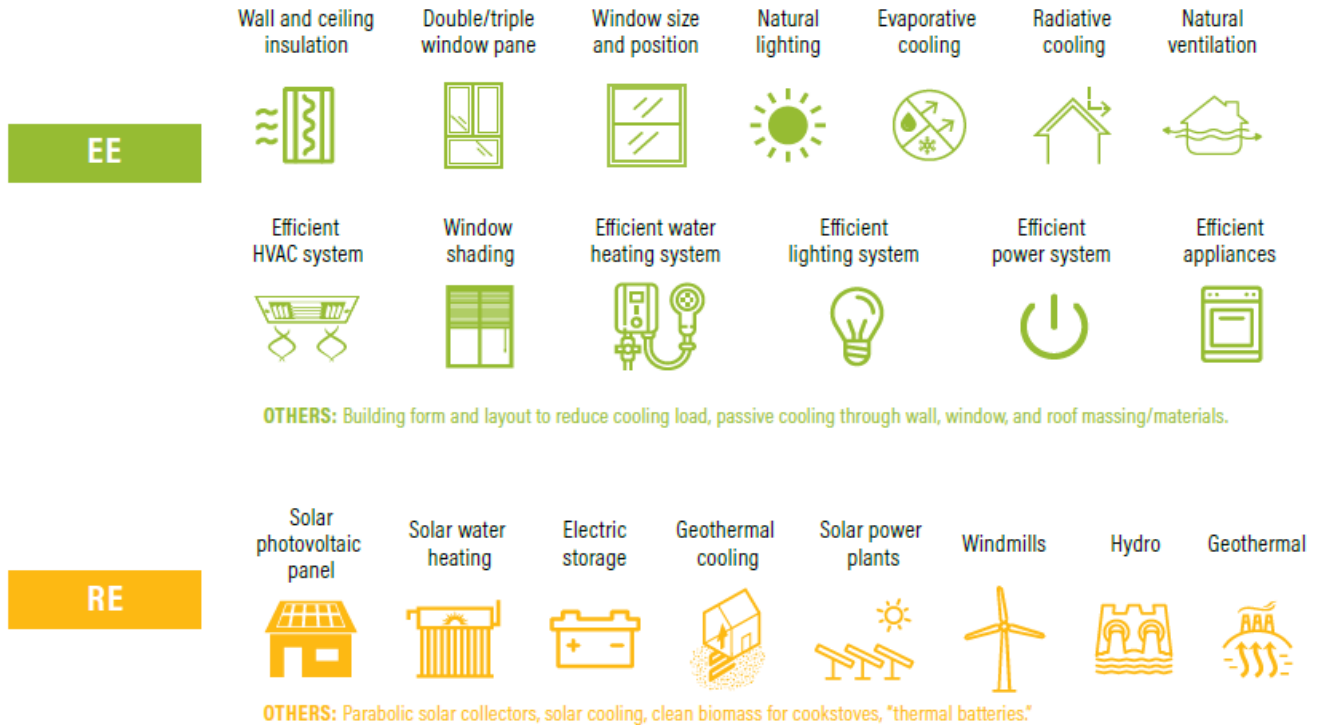 Wall and ceiling
insulation
Double/triple
window pane
Window size
and position
Natural
lighting
Evaporative
cooling
Radiative
cooling
Natural
ventilation
EE
Efficient
HVAC system
Window
shading
Efficient water
heating system
Efficient
lighting system
Efficient
power system
Efficient
appliances
OTHERS: Building form and layout to reduce cooling load, passive cooling through wall, window, and roof massing/materials.
Solar
photovoltaic
panel
Solar water
heating
Electric
storage
Geothermal
cooling
Solar power
plants
Windmills
Hydro
Geothermal
RE
OTHERS: Parabolic solar collectors, solar cooling, clean biomass for cookstoves, "thermal batteries."